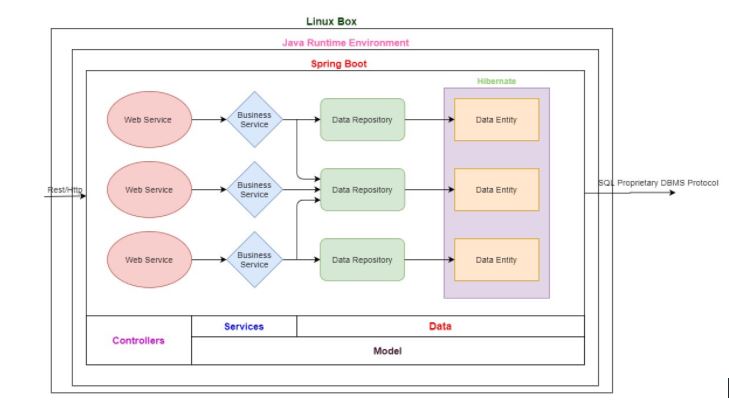 Linux Box
Java Runtime Environment
Spring Boot
Hibernate
Web Service
Business
Service
Data Repository
Data Entity
Rest/Http
Web Service
Business
Service
Data Repository
Data Entity
SQL Proprietary DBMS Protocol
Web Service
Business
Service
Data Repository
Data Entity
Controllers
Services
Data
Model